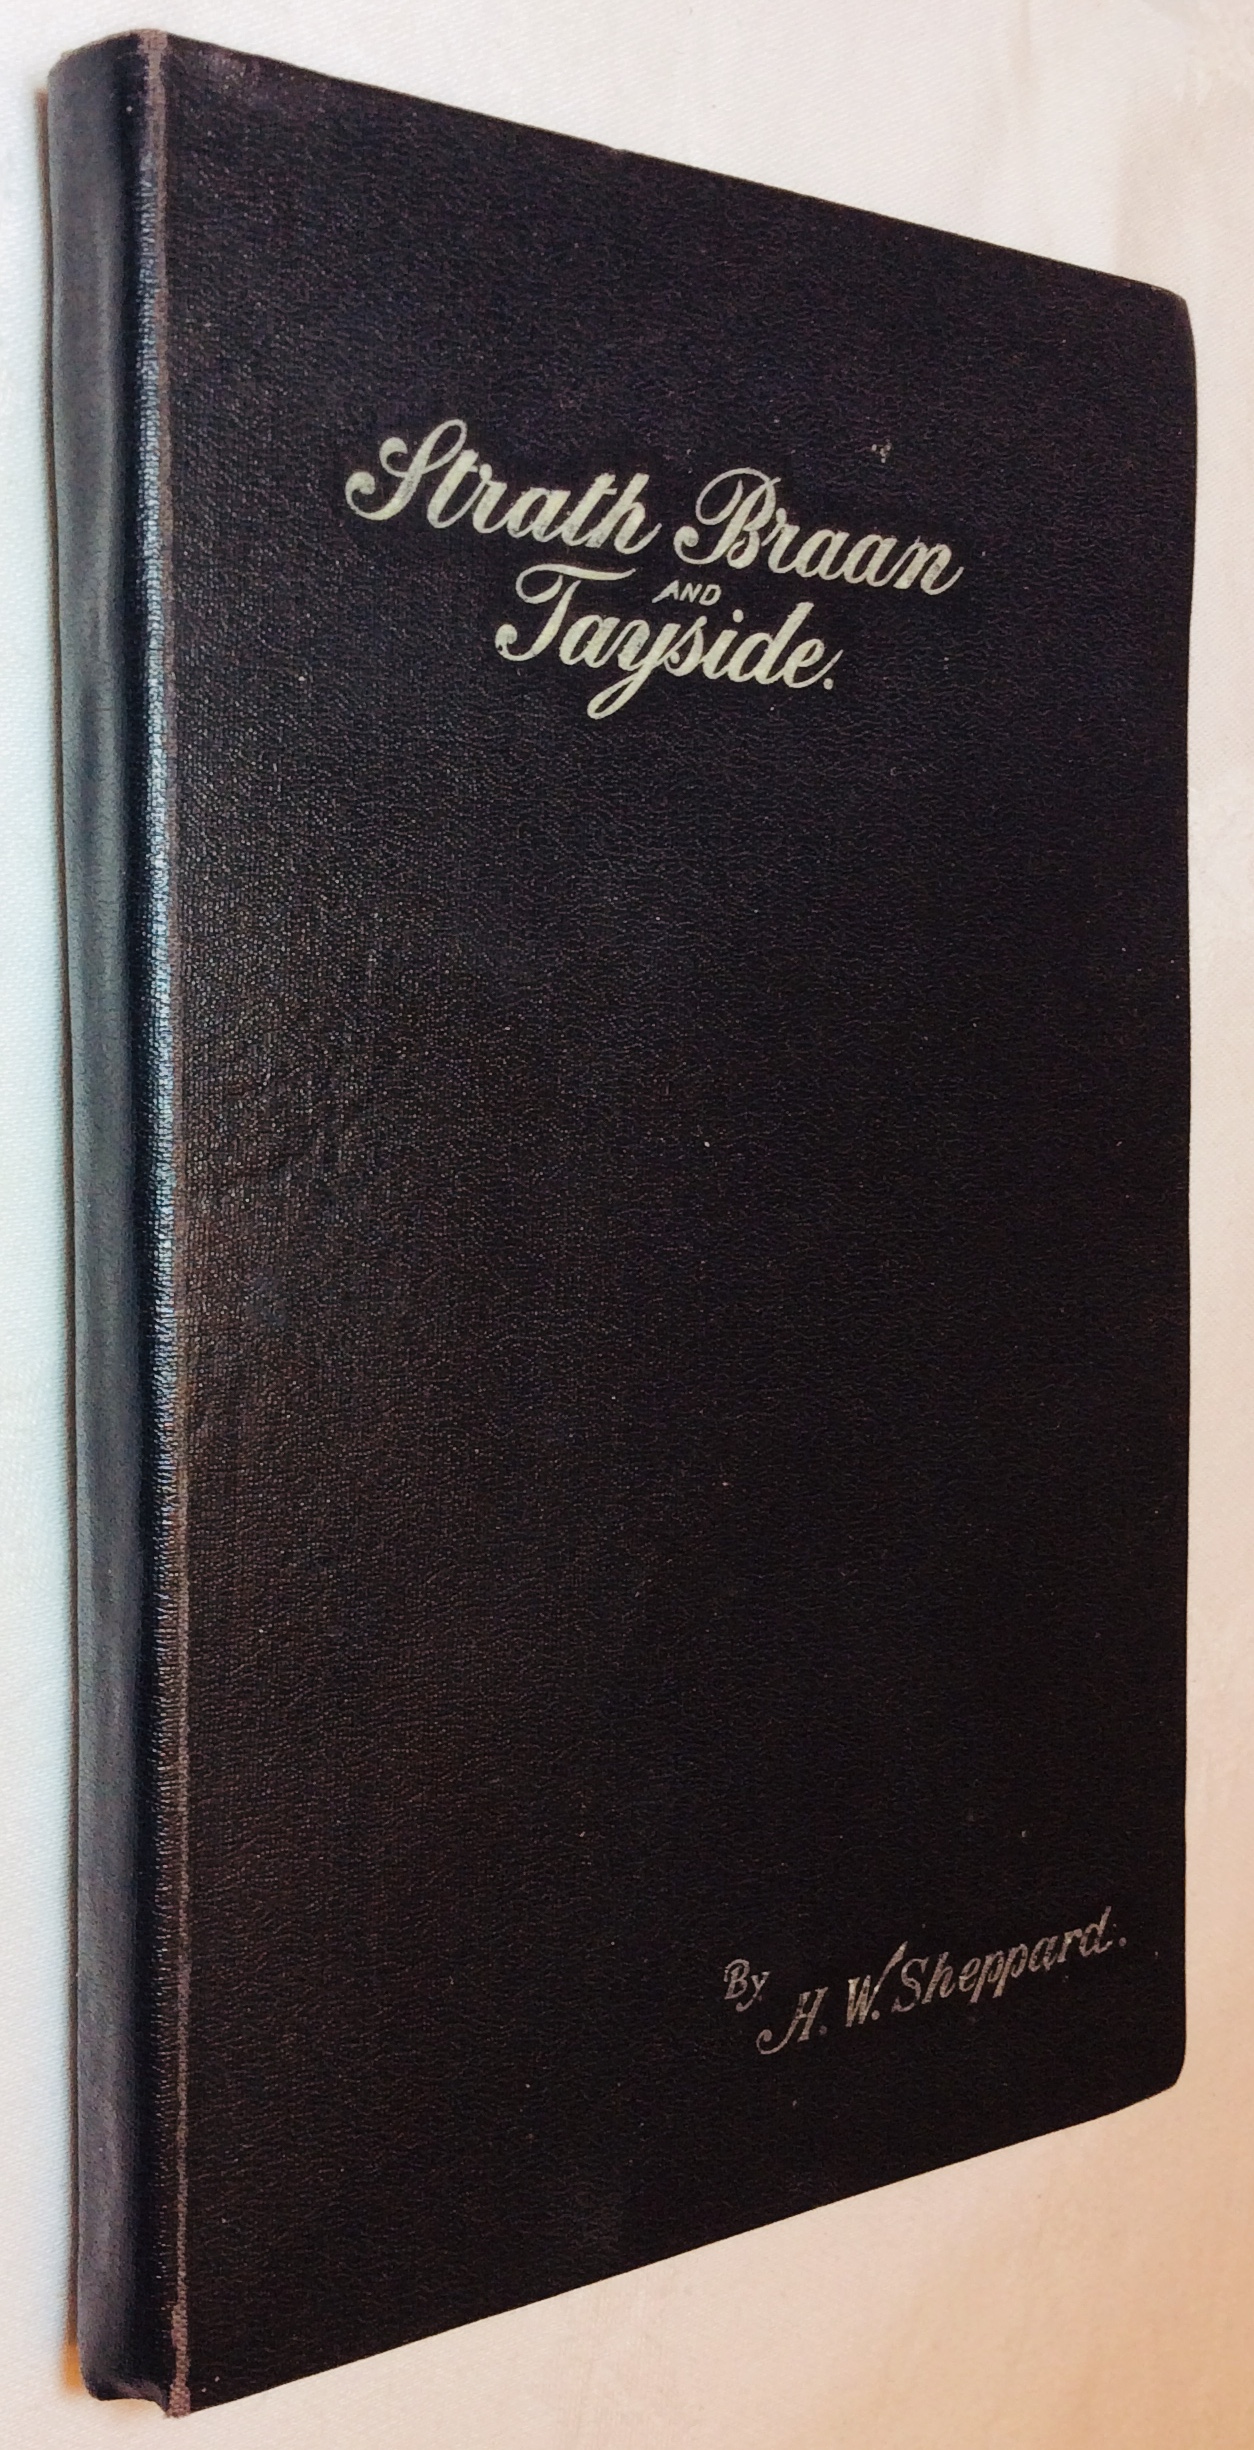 Strath Braan
AND
Tayside.
By
H. W. Sheppard.